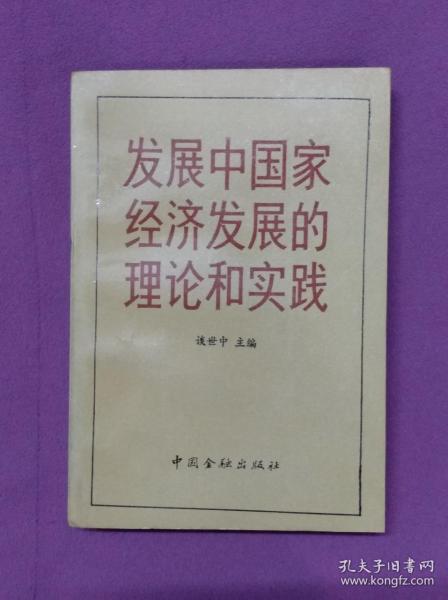 发展中国家
经济发展的
理论和实践
谈世中 主编
中国金融出版社
孔夫子旧书网
www.kongfz.com